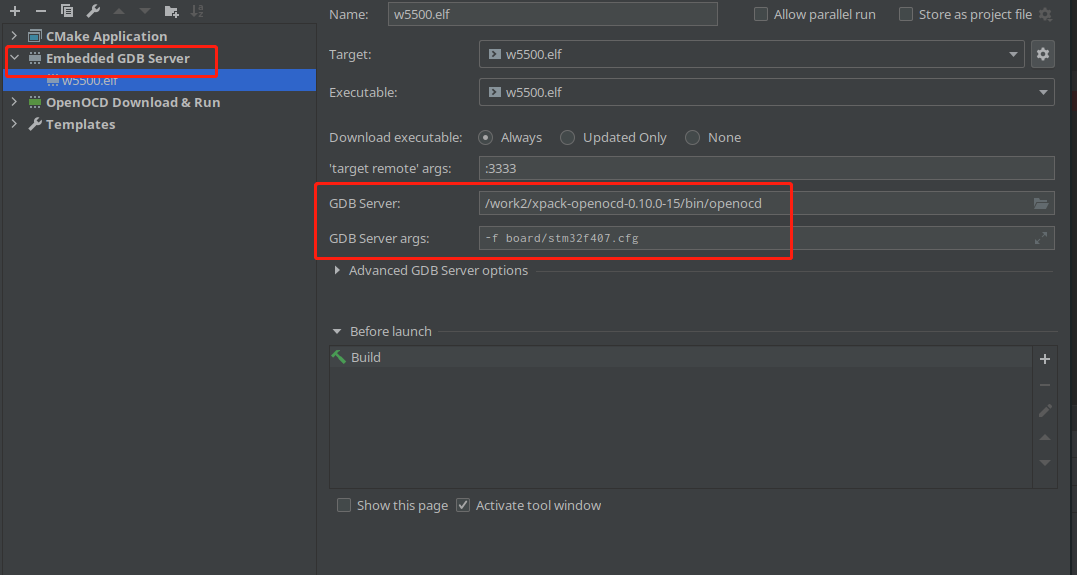 Name: w5500.elf Allow parallel run Store as project file
CMake Application
Embedded GDB Server
w5500.elf
OpenOCD Download & Run
Templates
Target: w5500.elf
Executable: w5500.elf
Download executable: Always Updated Only None
'target remote' args: :3333
GDB Server: /work2/xpack-openocd-0.10.0-15/bin/openocd
GDB Server args: -f board/stm32f407.cfg
Advanced GDB Server options
Before launch
Build
Show this page Activate tool window